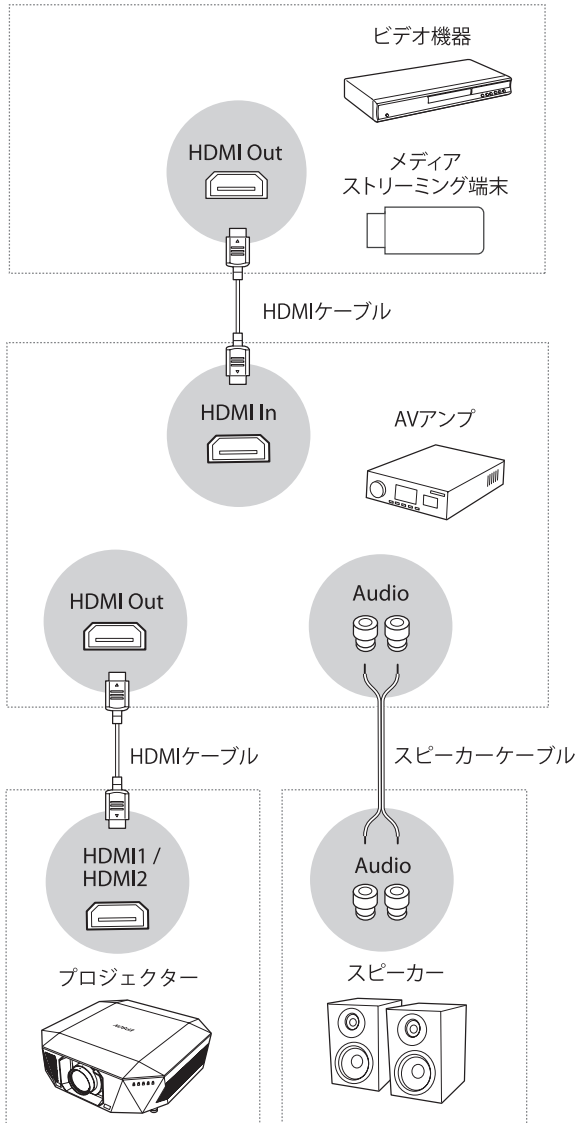 ビデオ機器
HDMI Out
メディア
ストリーミング端末
HDMIケーブル
HDMI In
AVアンプ
HDMI Out
Audio
HDMIケーブル
スピーカーケーブル
HDMI1 /
HDMI2
Audio
プロジェクター
スピーカー